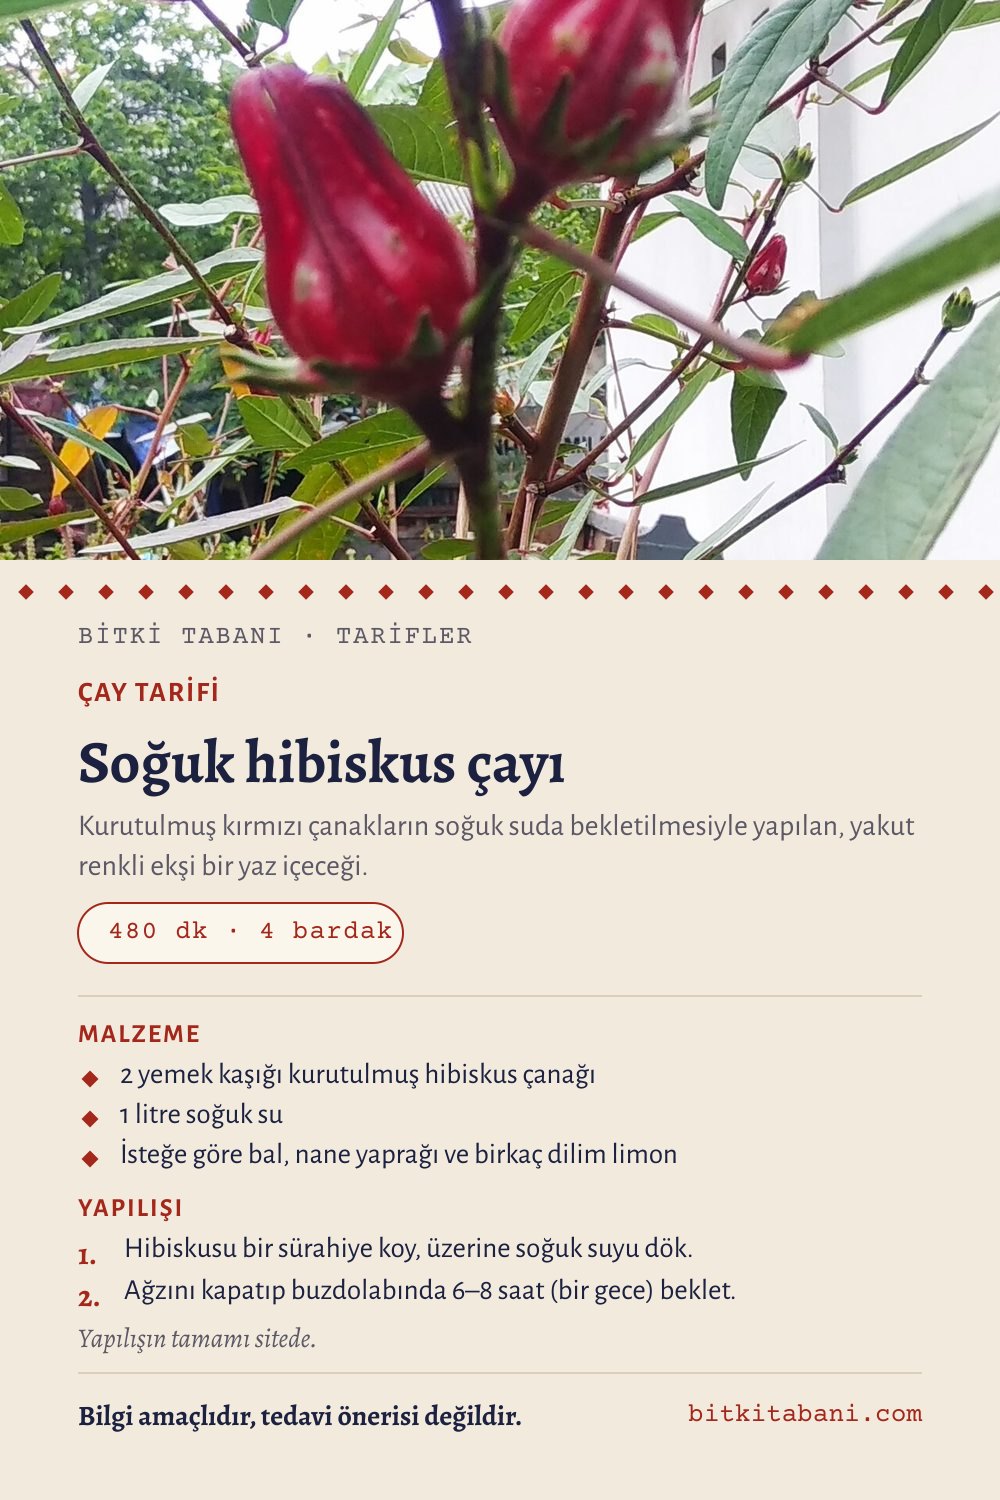 BİTKİ TABANI · TARİFLER
ÇAY TARİFİ
Soğuk hibiskus çayı
Kurutulmuş kırmızı çanakların soğuk suda bekletilmesiyle yapılan, yakut
renkli ekşi bir yaz içeceği.
480 dk · 4 bardak
MALZEME
◆ 2 yemek kaşığı kurutulmuş hibiskus çanağı
◆ 1 litre soğuk su
◆ İsteğe göre bal, nane yaprağı ve birkaç dilim limon
YAPILIŞI
1. Hibiskusu bir sürahiye koy, üzerine soğuk suyu dök.
2. Ağzını kapatıp buzdolabında 6–8 saat (bir gece) beklet.
Yapılışın tamamı sitede.
Bilgi amaçlıdır, tedavi önerisi değildir.
bitkitabani.com